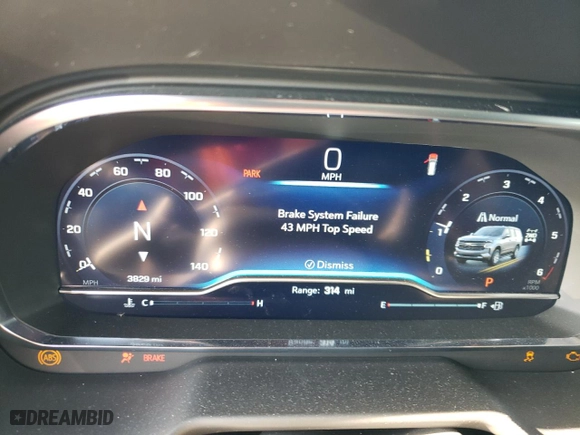 0
MPH
PARK
Brake System Failure
43 MPH Top Speed
Dismiss
0 20 40 60 80 100 120 140
MPH
N
3829 mi
Normal
0 1 2 3 4 5 6
RPM
x1000
P
Range: 314 mi
C H
E F
ABS
BRAKE
DREAMBID